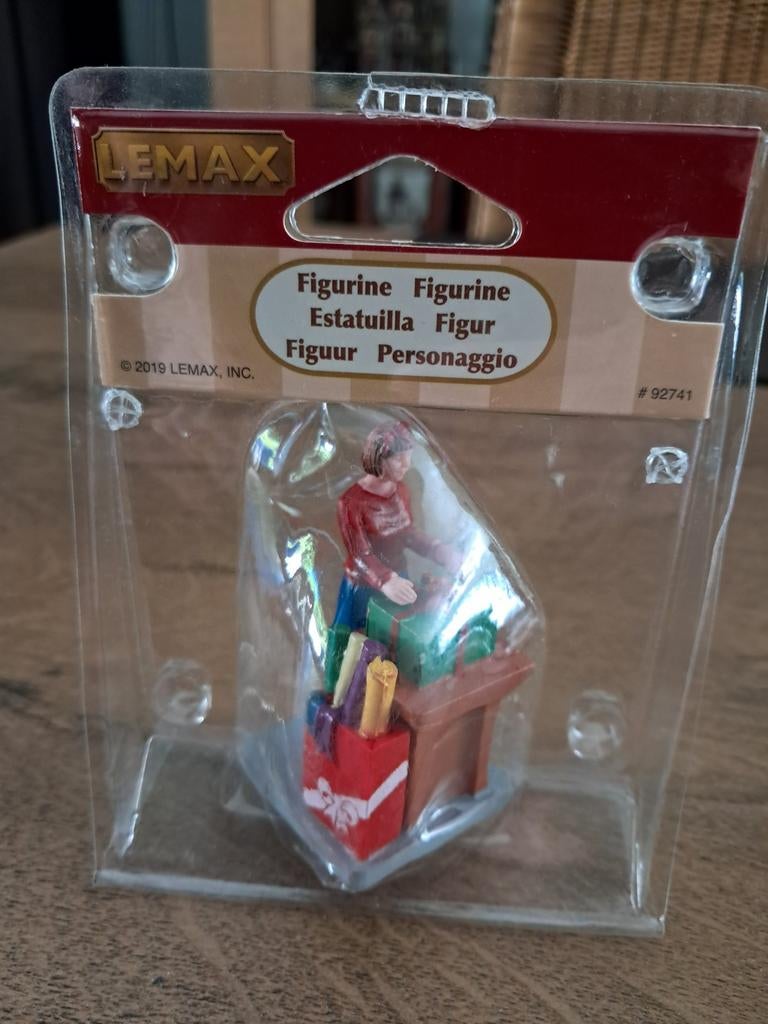 LEMAX
Figurine Figurine
Estatuilla Figur
Figuur Personaggio
© 2019 LEMAX, INC.
# 92741